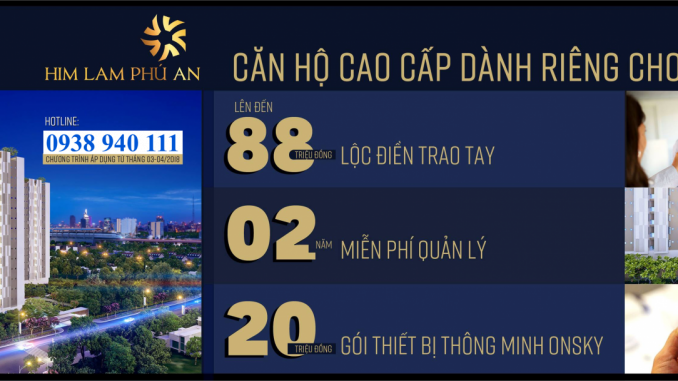 HIM LAM PHÚ AN
CĂN HỘ CAO CẤP DÀNH RIÊNG CHO
HOTLINE:
0938 940 111
CHƯƠNG TRÌNH ÁP DỤNG TỪ THÁNG 03-04/2018
LÊN ĐẾN
88 TRIỆU ĐỒNG LỘC ĐIỀN TRAO TAY
02 NĂM MIỄN PHÍ QUẢN LÝ
20 TRIỆU ĐỒNG GÓI THIẾT BỊ THÔNG MINH ONSKY